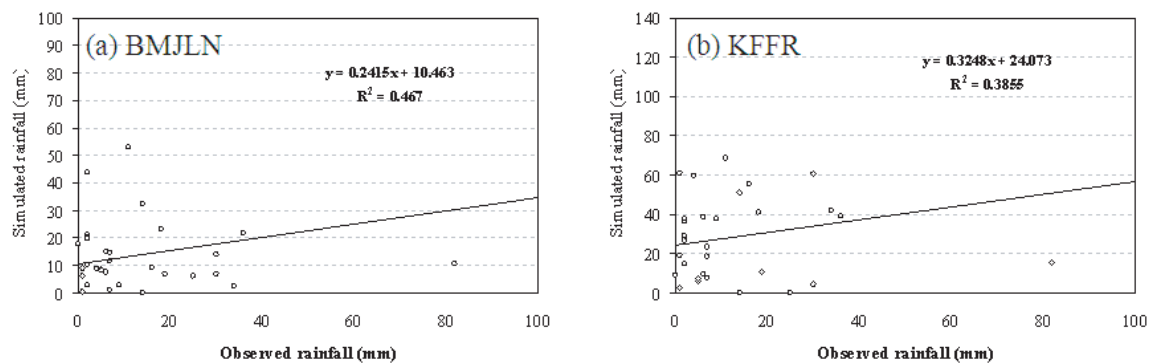 (a) BMJLN
y = 0.2415x + 10.463
R² = 0.467
Simulated rainfall (mm)
100
90
80
70
60
50
40
30
20
10
0
0 20 40 60 80 100
Observed rainfall (mm)
(b) KFFR
y = 0.3248x + 24.073
R² = 0.3855
Simulated rainfall (mm)
140
120
100
80
60
40
20
0
0 20 40 60 80 100
Observed rainfall (mm)